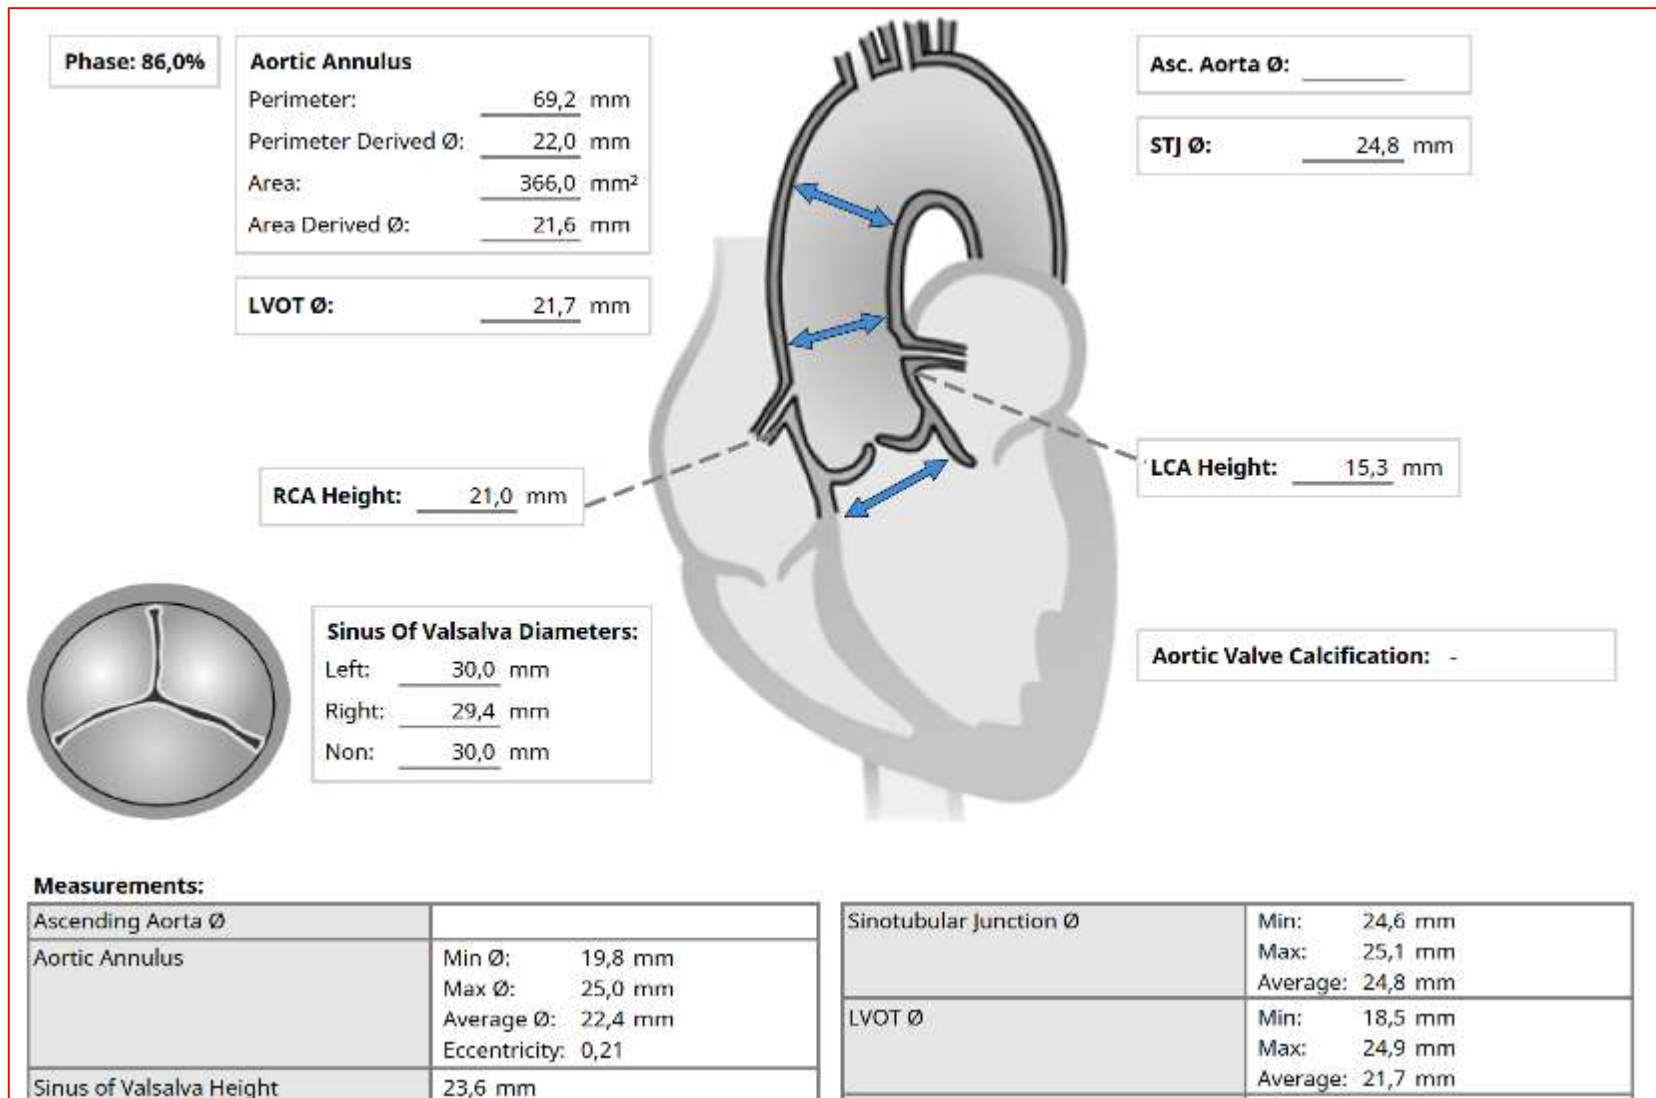 Phase: 86,0%
Aortic Annulus
Perimeter: 69,2 mm
Perimeter Derived Ø: 22,0 mm
Area: 366,0 mm²
Area Derived Ø: 21,6 mm
LVOT Ø: 21,7 mm
Asc. Aorta Ø:
STJ Ø: 24,8 mm
RCA Height: 21,0 mm
LCA Height: 15,3 mm
Sinus Of Valsalva Diameters:
Left: 30,0 mm
Right: 29,4 mm
Non: 30,0 mm
Aortic Valve Calcification: -
Measurements:
Ascending Aorta Ø
Aortic Annulus
Min Ø: 19,8 mm
Max Ø: 25,0 mm
Average Ø: 22,4 mm
Eccentricity: 0,21
Sinus of Valsalva Height 23,6 mm
Sinotubular Junction Ø
Min: 24,6 mm
Max: 25,1 mm
Average: 24,8 mm
LVOT Ø
Min: 18,5 mm
Max: 24,9 mm
Average: 21,7 mm